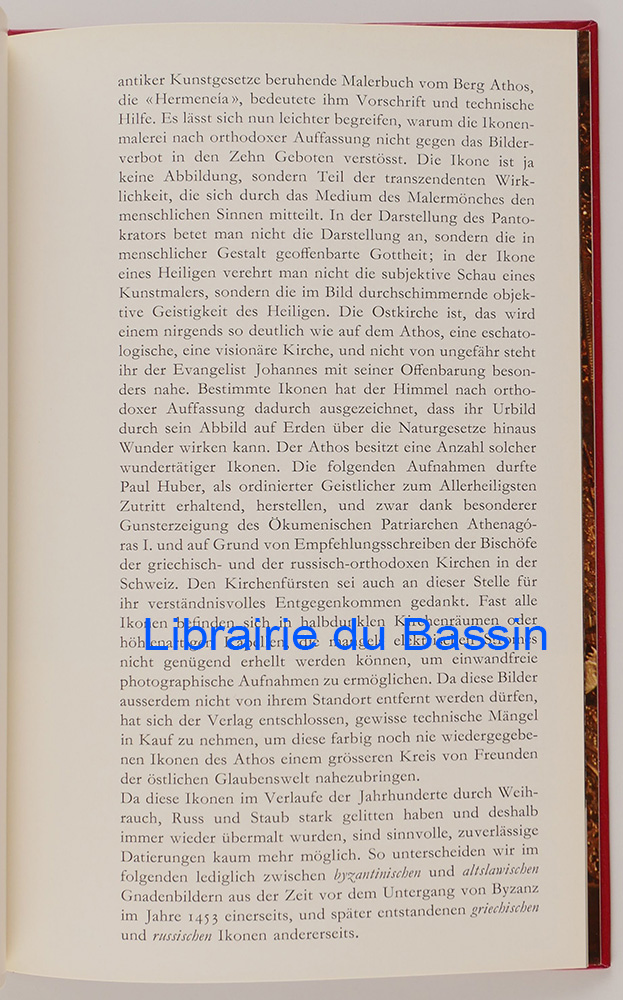 antiker Kunstgesetze beruhende Malerbuch vom Berg Athos,
die «Hermeneía», bedeutete ihm Vorschrift und technische
Hilfe. Es lässt sich nun leichter begreifen, warum die Ikonen-
malerei nach orthodoxer Auffassung nicht gegen das Bilder-
verbot in den Zehn Geboten verstösst. Die Ikone ist ja
keine Abbildung, sondern Teil der transzendenten Wirk-
lichkeit, die sich durch das Medium des Malermönches den
menschlichen Sinnen mitteilt. In der Darstellung des Panto-
krators betet man nicht die Darstellung an, sondern die in
menschlicher Gestalt geoffenbarte Gottheit; in der Ikone
eines Heiligen verehrt man nicht die subjektive Schau eines
Kunstmalers, sondern die im Bild durchschimmernde objek-
tive Geistigkeit des Heiligen. Die Ostkirche ist, das wird
einem nirgends so deutlich wie auf dem Athos, eine eschato-
logische, eine visionäre Kirche, und nicht von ungefähr steht
ihr der Evangelist Johannes mit seiner Offenbarung beson-
ders nahe. Bestimmte Ikonen hat der Himmel nach ortho-
doxer Auffassung dadurch ausgezeichnet, dass ihr Urbild
durch sein Abbild auf Erden über die Naturgesetze hinaus
Wunder wirken kann. Der Athos besitzt eine Anzahl solcher
wundertätiger Ikonen. Die folgenden Aufnahmen durfte
Paul Huber, als ordinierter Geistlicher zum Allerheiligsten
Zutritt erhaltend, herstellen, und zwar dank besonderer
Gunsterzeigung des Ökumenischen Patriarchen Athenagó-
ras I. und auf Grund von Empfehlungsschreiben der Bischöfe
der griechisch- und der russisch-orthodoxen Kirchen in der
Schweiz. Den Kirchenfürsten sei auch an dieser Stelle für
ihr verständnisvolles Entgegenkommen gedankt. Fast alle
Ikonen befinden sich in halbdunklen Kirchenräumen oder
Librairie du Bassin
höhlenartigen Kapellen, die mangels elektrischen Stromes
nicht genügend erhellt werden können, um einwandfreie
photographische Aufnahmen zu ermöglichen. Da diese Bilder
ausserdem nicht von ihrem Standort entfernt werden dürfen,
hat sich der Verlag entschlossen, gewisse technische Mängel
in Kauf zu nehmen, um diese farbig noch nie wiedergegebe-
nen Ikonen des Athos einem grösseren Kreis von Freunden
der östlichen Glaubenswelt nahezubringen.
Da diese Ikonen im Verlaufe der Jahrhunderte durch Weih-
rauch, Russ und Staub stark gelitten haben und deshalb
immer wieder übermalt wurden, sind sinnvolle, zuverlässige
Datierungen kaum mehr möglich. So unterscheiden wir im
folgenden lediglich zwischen byzantinischen und altslawischen
Gnadenbildern aus der Zeit vor dem Untergang von Byzanz
im Jahre 1453 einerseits, und später entstandenen griechischen
und russischen Ikonen andererseits.